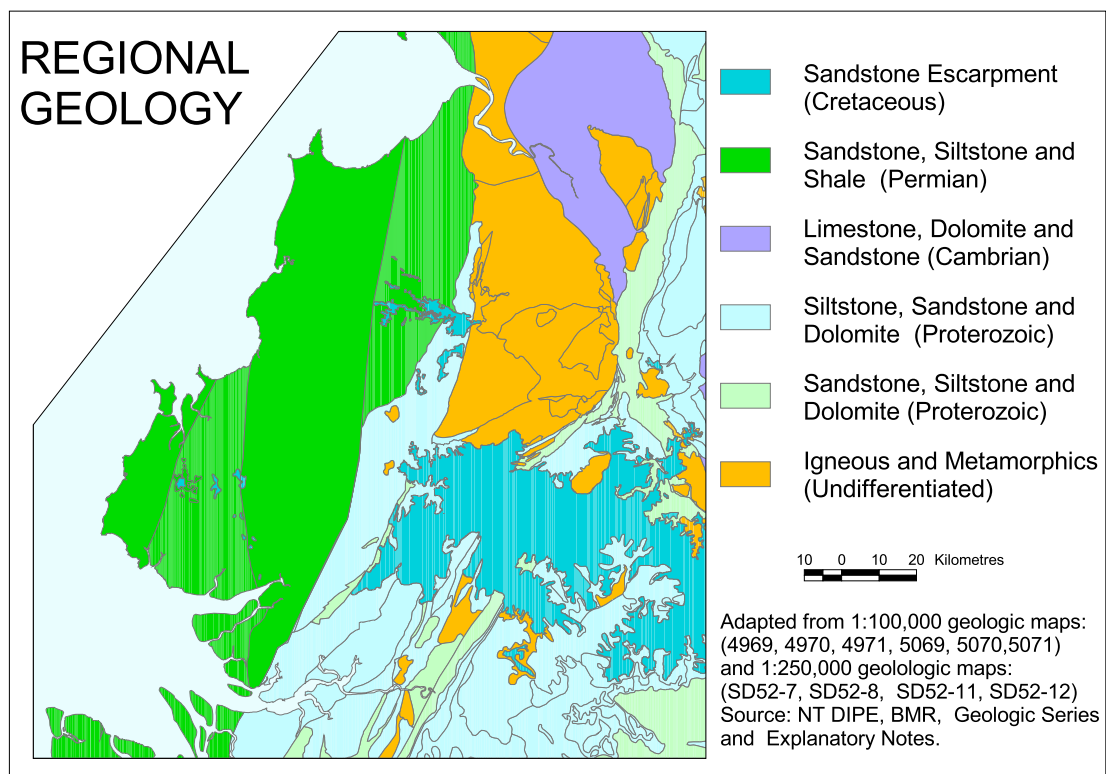 REGIONAL
GEOLOGY
Sandstone Escarpment
(Cretaceous)
Sandstone, Siltstone and
Shale (Permian)
Limestone, Dolomite and
Sandstone (Cambrian)
Siltstone, Sandstone and
Dolomite (Proterozoic)
Sandstone, Siltstone and
Dolomite (Proterozoic)
Igneous and Metamorphics
(Undifferentiated)
10 0 10 20 Kilometres
Adapted from 1:100,000 geologic maps:
(4969, 4970, 4971, 5069, 5070,5071)
and 1:250,000 geologogic maps:
(SD52-7, SD52-8, SD52-11, SD52-12)
Source: NT DIPE, BMR, Geologic Series
and Explanatory Notes.